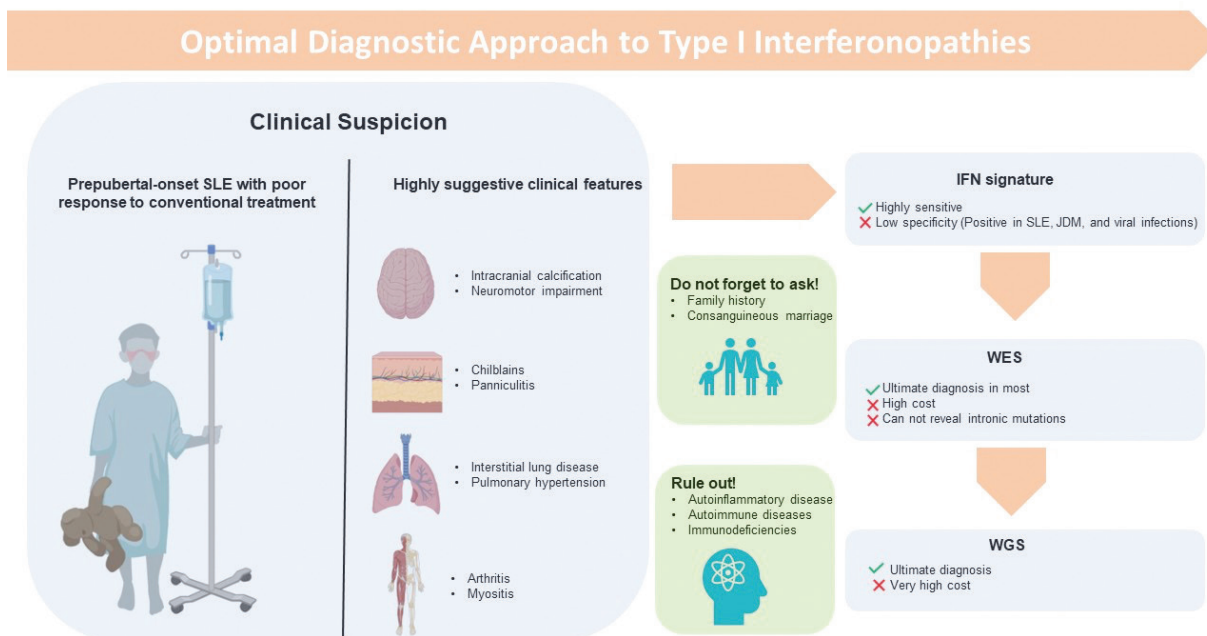 Optimal Diagnostic Approach to Type I Interferonopathies
Clinical Suspicion
Prepubertal-onset SLE with poor
response to conventional treatment
Highly suggestive clinical features
• Intracranial calcification
• Neuromotor impairment
• Chilblains
• Panniculitis
• Interstitial lung disease
• Pulmonary hypertension
• Arthritis
• Myositis
Do not forget to ask!
• Family history
• Consanguineous marriage
Rule out!
• Autoinflammatory disease
• Autoimmune diseases
• Immunodeficiencies
IFN signature
✓ Highly sensitive
✗ Low specificity (Positive in SLE, JDM, and viral infections)
WES
✓ Ultimate diagnosis in most
✗ High cost
✗ Can not reveal intronic mutations
WGS
✓ Ultimate diagnosis
✗ Very high cost